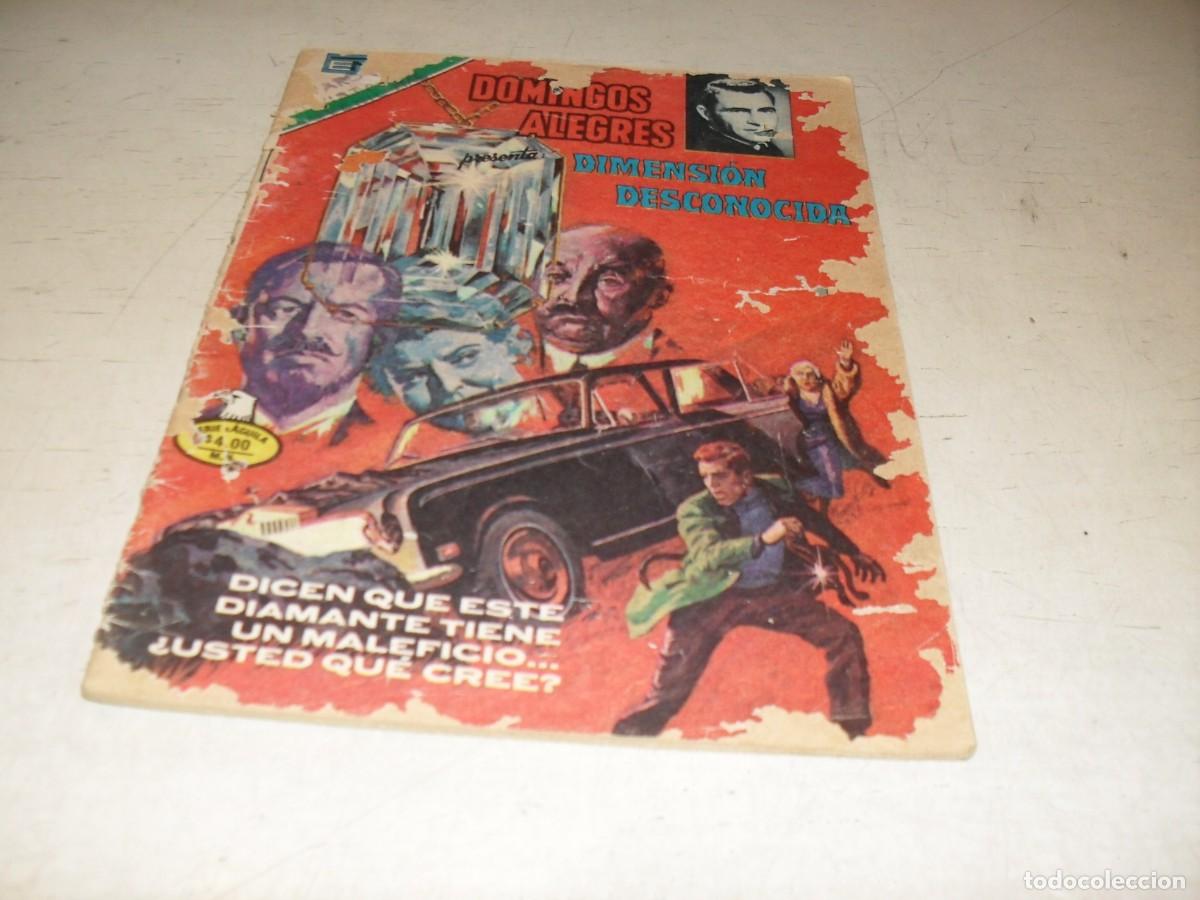 DOMINGOS
ALEGRES
presenta
DIMENSIÓN
DESCONOCIDA
SERIE AGUILA
$4.00
M.N.
DICEN QUE ESTE
DIAMANTE TIENE
UN MALEFICIO...
¿USTED QUÉ CREE?
todocoleccion